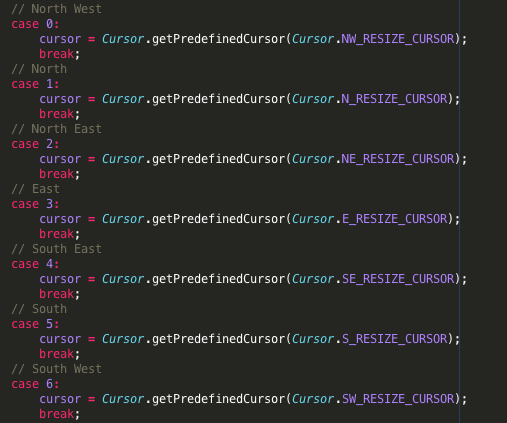 // North West
case 0:
    cursor = Cursor.getPredefinedCursor(Cursor.NW_RESIZE_CURSOR);
    break;
// North
case 1:
    cursor = Cursor.getPredefinedCursor(Cursor.N_RESIZE_CURSOR);
    break;
// North East
case 2:
    cursor = Cursor.getPredefinedCursor(Cursor.NE_RESIZE_CURSOR);
    break;
// East
case 3:
    cursor = Cursor.getPredefinedCursor(Cursor.E_RESIZE_CURSOR);
    break;
// South East
case 4:
    cursor = Cursor.getPredefinedCursor(Cursor.SE_RESIZE_CURSOR);
    break;
// South
case 5:
    cursor = Cursor.getPredefinedCursor(Cursor.S_RESIZE_CURSOR);
    break;
// South West
case 6:
    cursor = Cursor.getPredefinedCursor(Cursor.SW_RESIZE_CURSOR);
    break;